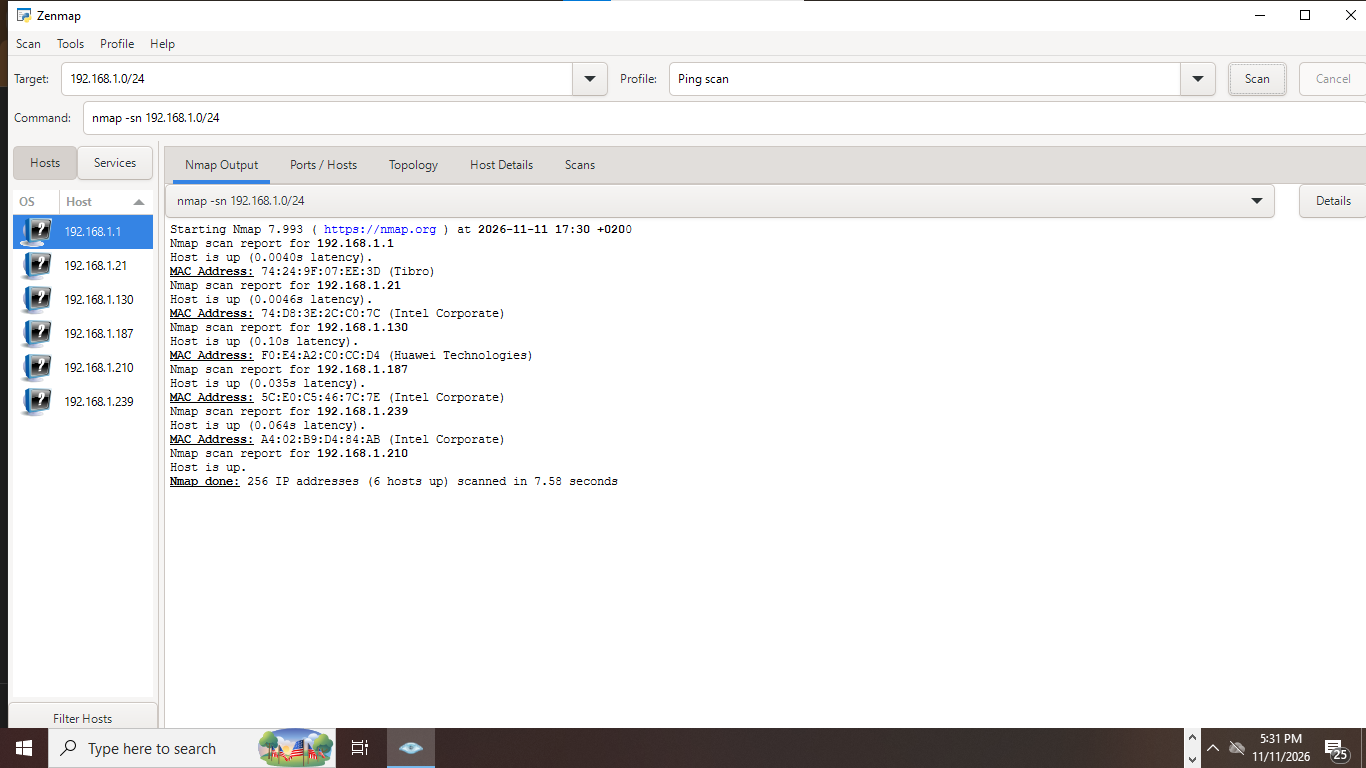 Zenmap
Scan Tools Profile Help
Target: 192.168.1.0/24 Profile: Ping scan Scan Cancel
Command: nmap -sn 192.168.1.0/24
Hosts Services
Nmap Output Ports / Hosts Topology Host Details Scans
OS Host
192.168.1.1
192.168.1.21
192.168.1.130
192.168.1.187
192.168.1.210
192.168.1.239
Filter Hosts
nmap -sn 192.168.1.0/24 Details
Starting Nmap 7.993 ( https://nmap.org ) at 2026-11-11 17:30 +0200
Nmap scan report for 192.168.1.1
Host is up (0.0040s latency).
MAC Address: 74:24:9F:07:EE:3D (Tibro)
Nmap scan report for 192.168.1.21
Host is up (0.0046s latency).
MAC Address: 74:D8:3E:2C:C0:7C (Intel Corporate)
Nmap scan report for 192.168.1.130
Host is up (0.10s latency).
MAC Address: F0:E4:A2:C0:CC:D4 (Huawei Technologies)
Nmap scan report for 192.168.1.187
Host is up (0.035s latency).
MAC Address: 5C:E0:C5:46:7C:7E (Intel Corporate)
Nmap scan report for 192.168.1.239
Host is up (0.064s latency).
MAC Address: A4:02:B9:D4:84:AB (Intel Corporate)
Nmap scan report for 192.168.1.210
Host is up.
Nmap done: 256 IP addresses (6 hosts up) scanned in 7.58 seconds
Type here to search
5:31 PM
11/11/2026
25